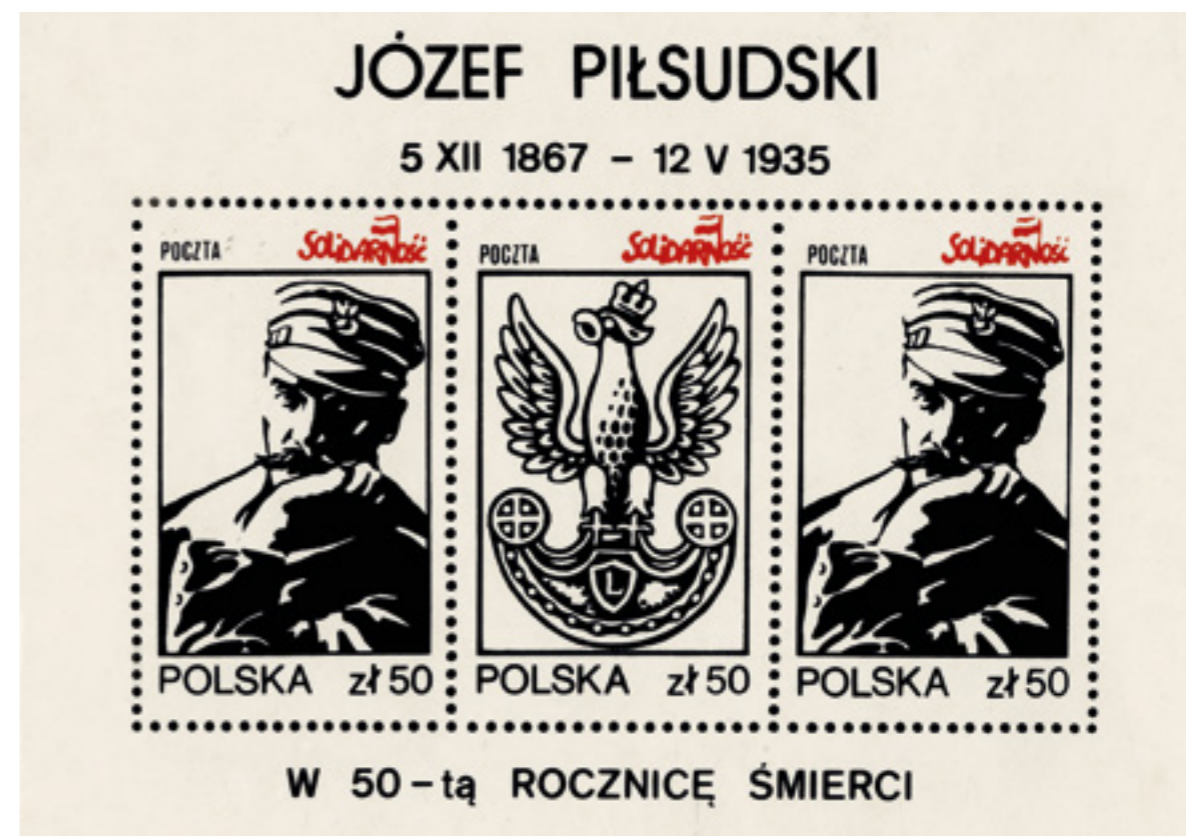 JÓZEF PIŁSUDSKI
5 XII 1867 – 12 V 1935
POCZTA SOLiDARNOŚĆ
POLSKA zł 50
POCZTA SOLiDARNOŚĆ
L
POLSKA zł 50
POCZTA SOLiDARNOŚĆ
POLSKA zł 50
W 50 – tą ROCZNICĘ ŚMIERCI